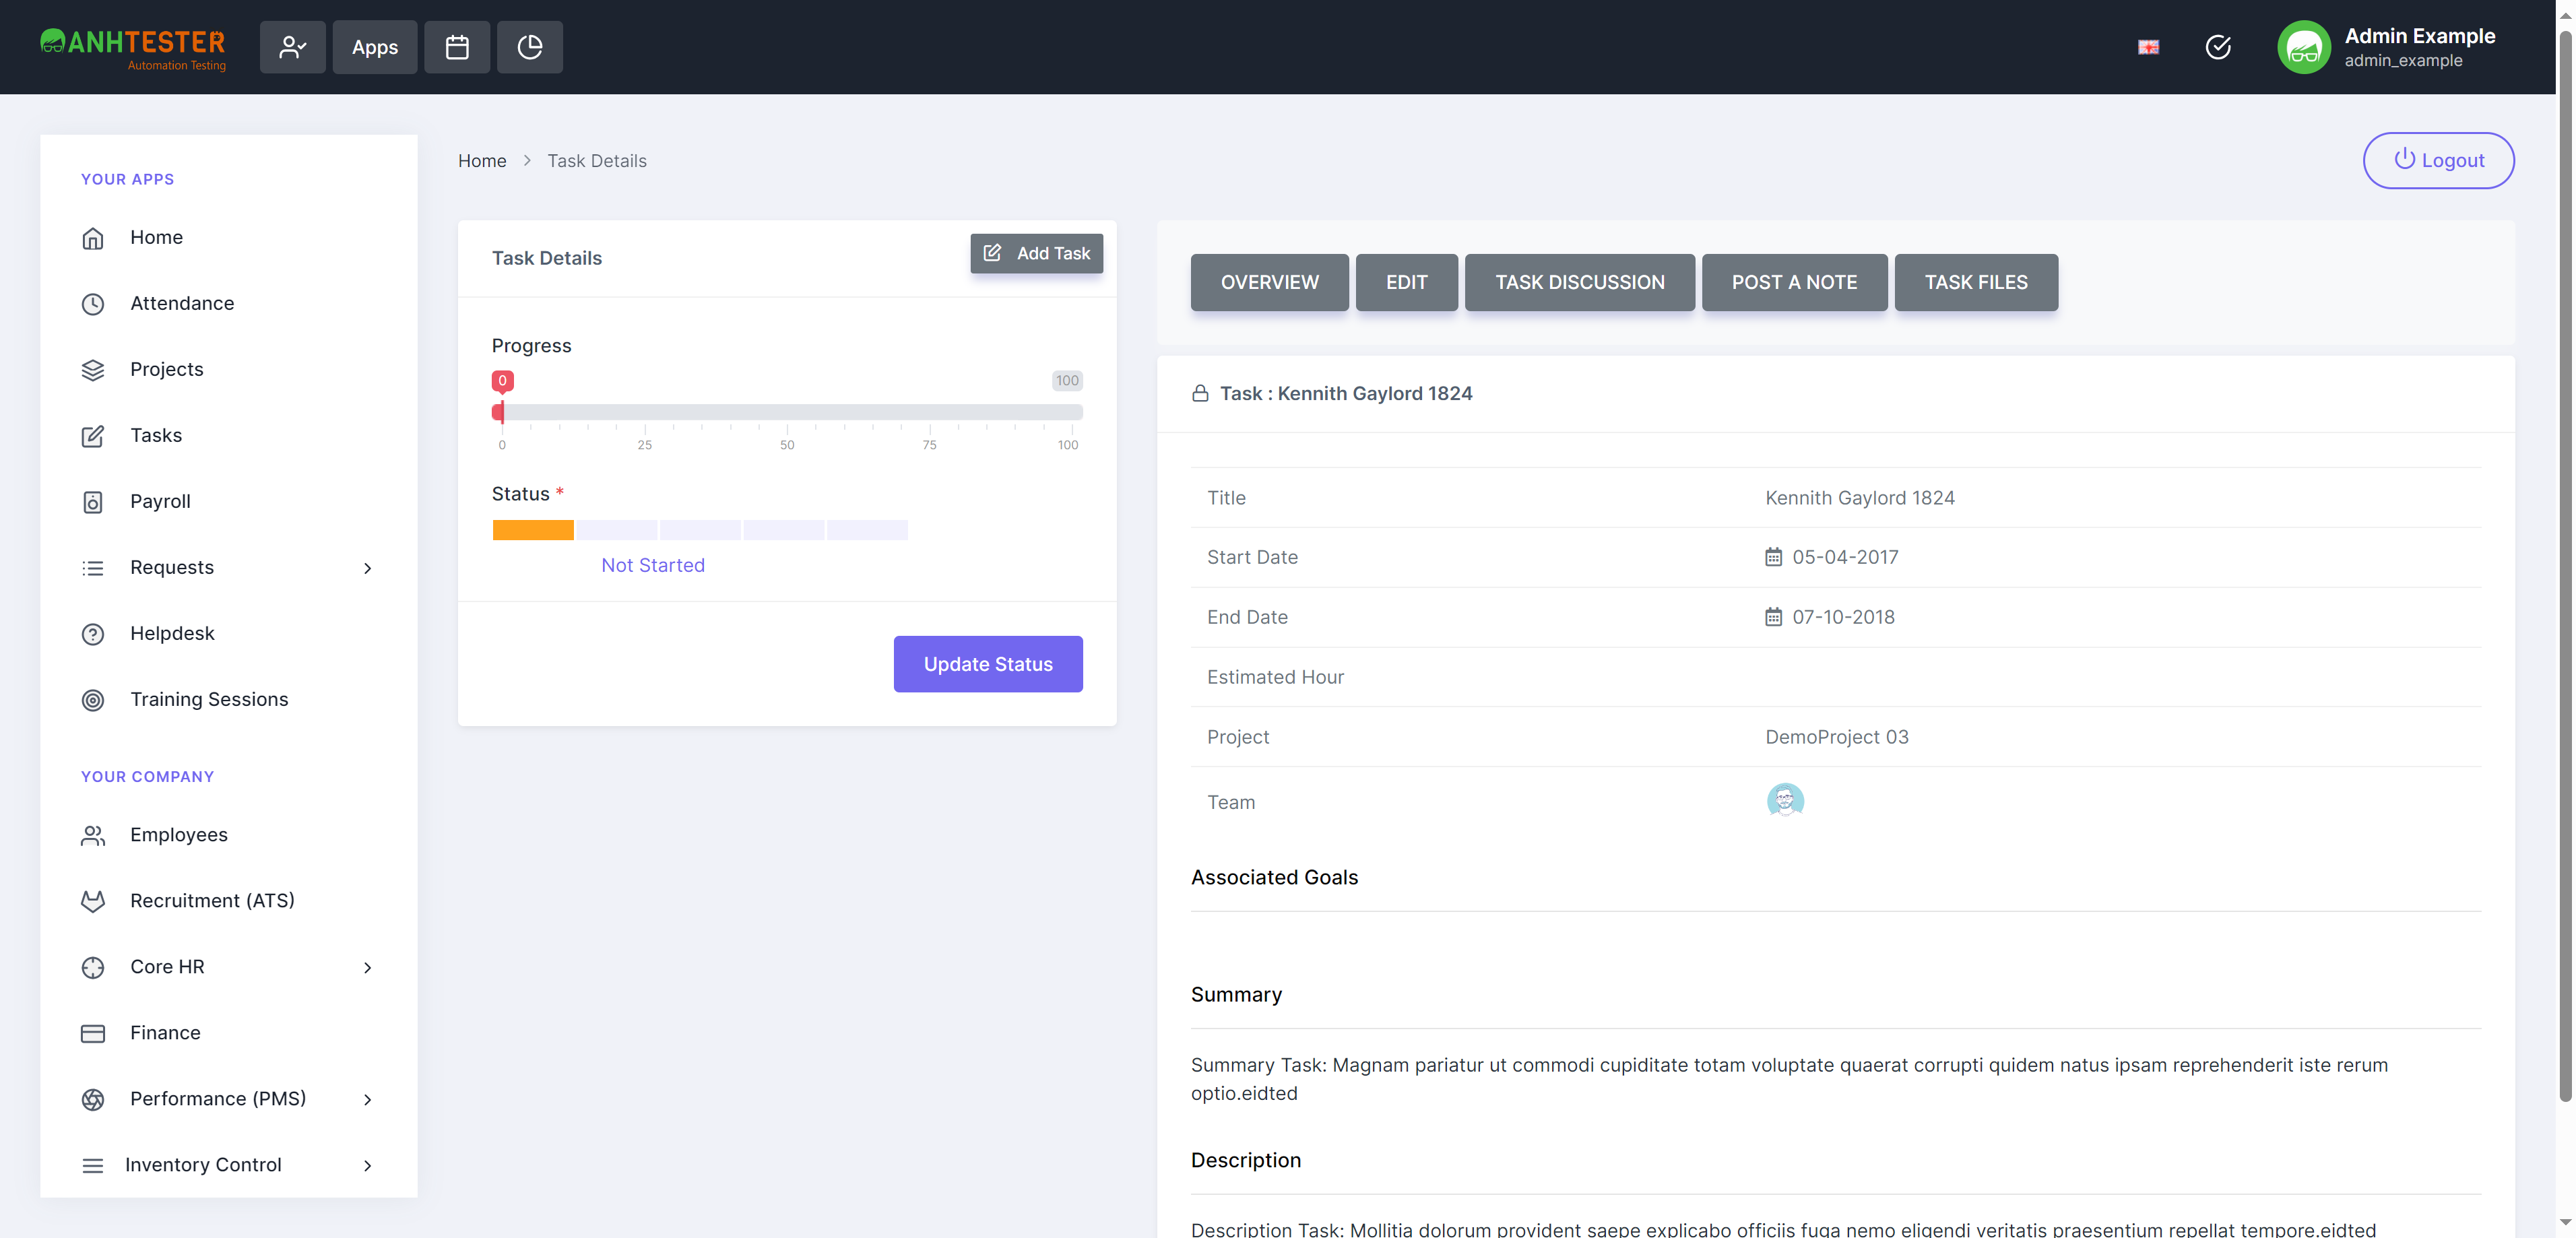 ANHTESTER
Automation Testing
Apps
Admin Example
admin_example
YOUR APPS
Home
Attendance
Projects
Tasks
Payroll
Requests
Helpdesk
Training Sessions
YOUR COMPANY
Employees
Recruitment (ATS)
Core HR
Finance
Performance (PMS)
Inventory Control
Home
Task Details
Logout
Task Details
Add Task
Progress
0
100
0 25 50 75 100
Status *
Not Started
Update Status
OVERVIEW
EDIT
TASK DISCUSSION
POST A NOTE
TASK FILES
Task : Kennith Gaylord 1824
Title Kennith Gaylord 1824
Start Date 05-04-2017
End Date 07-10-2018
Estimated Hour
Project DemoProject 03
Team
Associated Goals
Summary
Summary Task: Magnam pariatur ut commodi cupiditate totam voluptate quaerat corrupti quidem natus ipsam reprehenderit iste rerum
optio.eidted
Description
Description Task: Mollitia dolorum provident saepe explicabo officiis fuga nemo eligendi veritatis praesentium repellat tempore.eidted